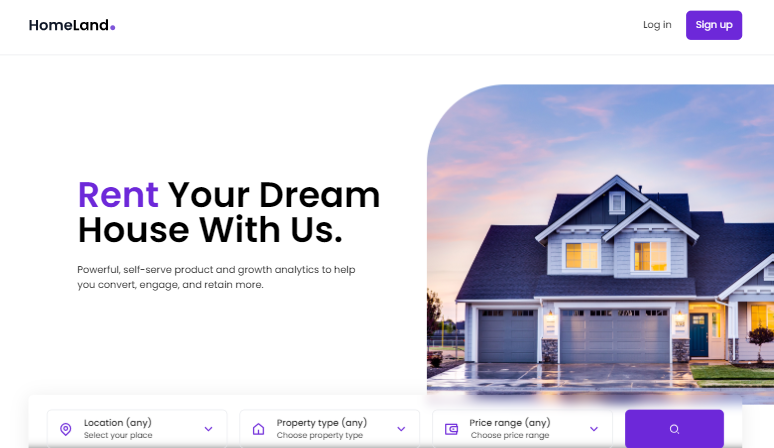 HomeLand.
Log in
Sign up
Rent Your Dream
House With Us.
Powerful, self-serve product and growth analytics to help
you convert, engage, and retain more.
Location (any)
Select your place
Property type (any)
Choose property type
Price range (any)
Choose price range